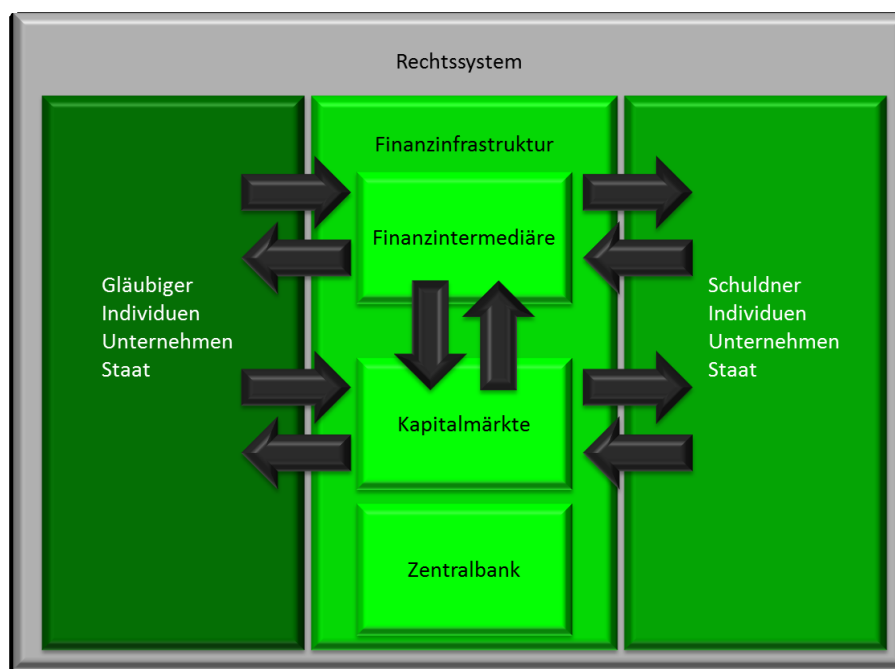 Rechtssystem
Finanzinfrastruktur
Finanzintermediäre
Gläubiger
Individuen
Unternehmen
Staat
Schuldner
Individuen
Unternehmen
Staat
Kapitalmärkte
Zentralbank